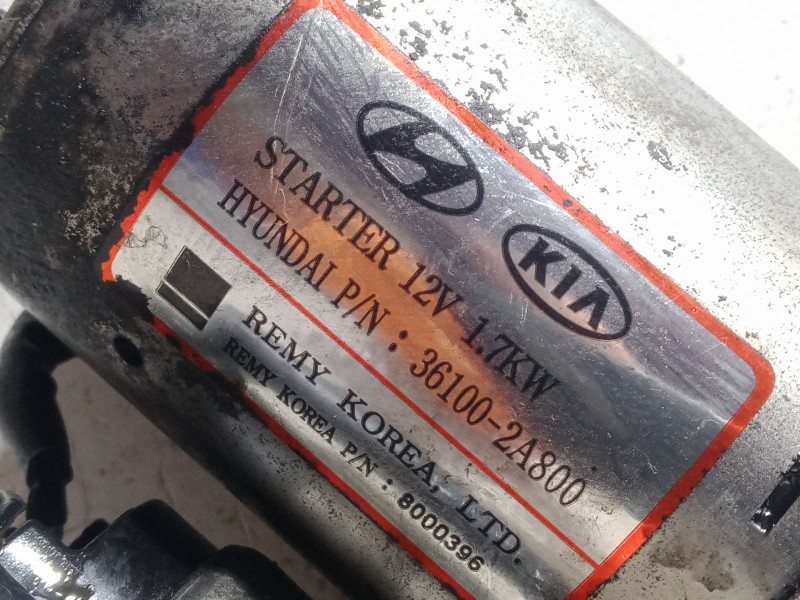 KIA
STARTER 12V 1.7KW
HYUNDAI P/N : 36100-2A800
REMY KOREA, LTD.
REMY KOREA P/N : 8000396